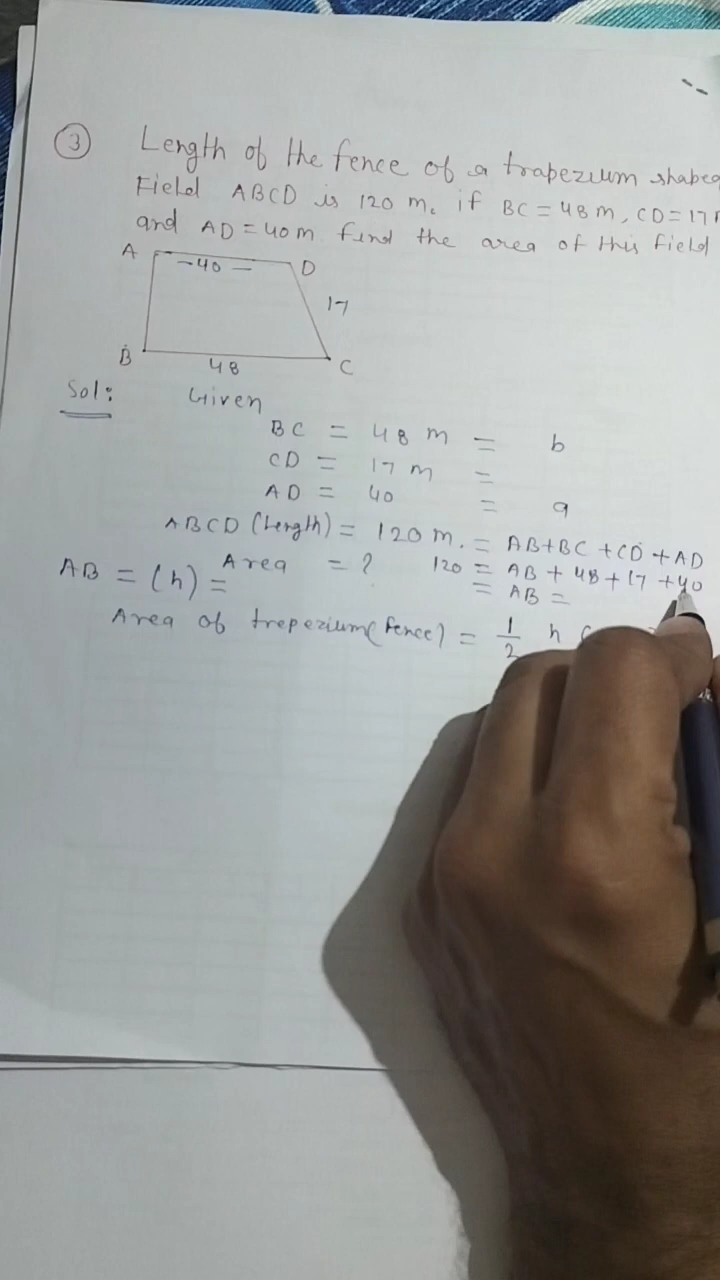 3 Length of the fence of a trapezium shaped
Field ABCD is 120 m. if BC = 48 m, CD = 17
and AD = 40 m find the area of this Field
A D
-40-
17
B C
48
Sol: Given
BC = 48 m = b
CD = 17 m =
AD = 40 = a
ABCD (Length) = 120 m. = AB+BC+CD+AD
Area = ? 120 = AB + 48 + 17 + 40
AB = (h) = = AB =
Area of trepezium(fence) = 1/2 h (